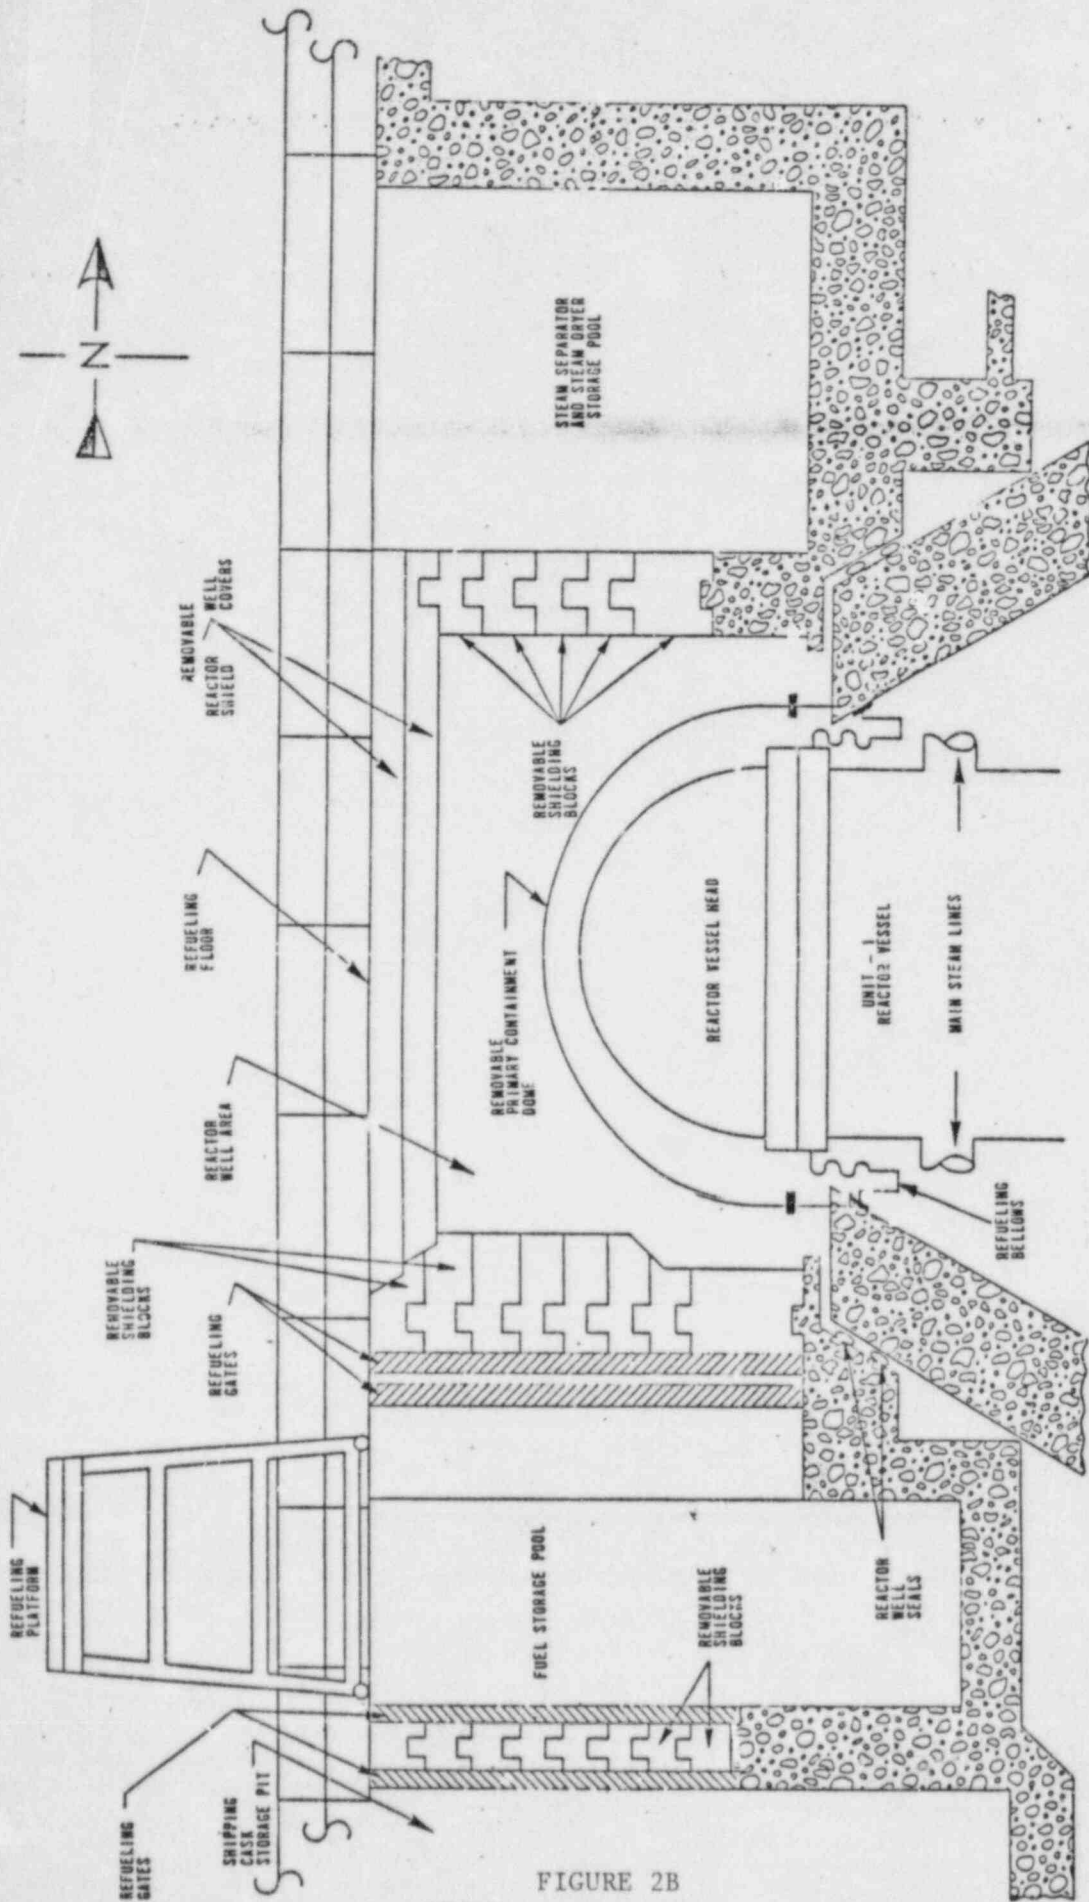 REFUELING
GATES
SHIPPING
CASK
STORAGE PIT
REFUELING
PLATFORM
REFUELING
GATES
REMOVABLE
SHIELDING
BLOCKS
REACTOR
WELL AREA
REFUELING
FLOOR
REMOVABLE
REACTOR WELL
SHIELD COVERS
N
FUEL STORAGE POOL
REMOVABLE
SHIELDING
BLOCKS
REACTOR
WELL
SEALS
REFUELING
BELLOWS
REMOVABLE
PRIMARY CONTAINMENT
DOME
REMOVABLE
SHIELDING
BLOCKS
REACTOR VESSEL HEAD
UNIT - 1
REACTOR VESSEL
MAIN STEAM LINES
STEAM SEPARATOR
AND STEAM DRYER
STORAGE POOL
FIGURE 2B